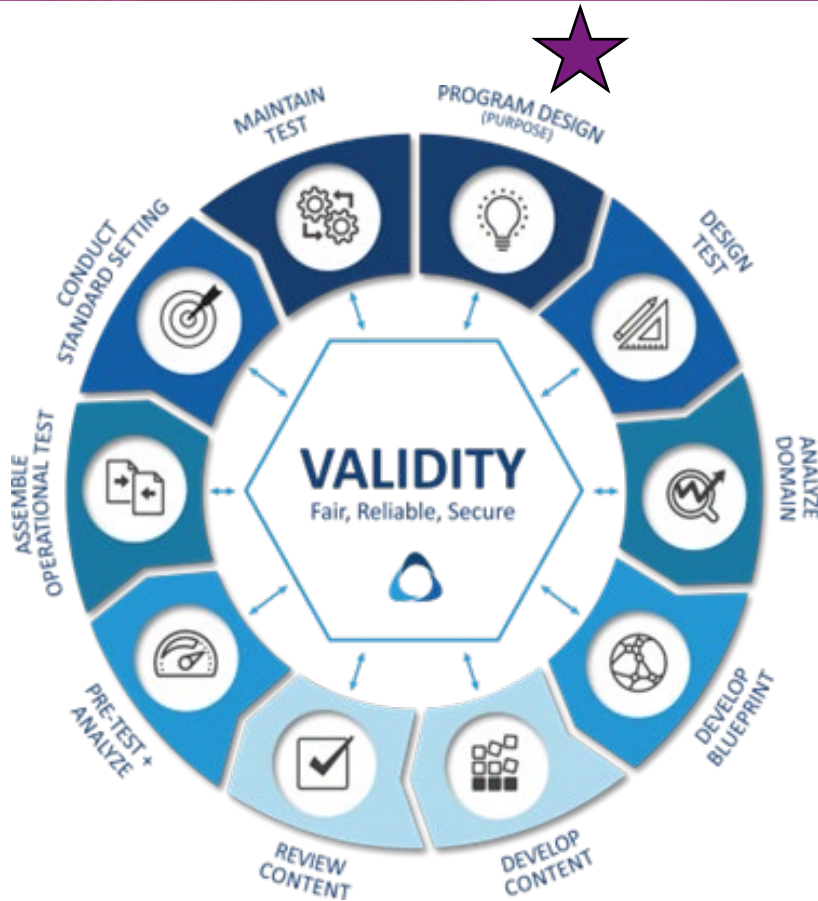 PROGRAM DESIGN
(PURPOSE)
DESIGN
TEST
ANALYZE
DOMAIN
DEVELOP
BLUEPRINT
DEVELOP
CONTENT
REVIEW
CONTENT
PRE-TEST +
ANALYZE
ASSEMBLE
OPERATIONAL TEST
CONDUCT
STANDARD SETTING
MAINTAIN
TEST
VALIDITY
Fair, Reliable, Secure